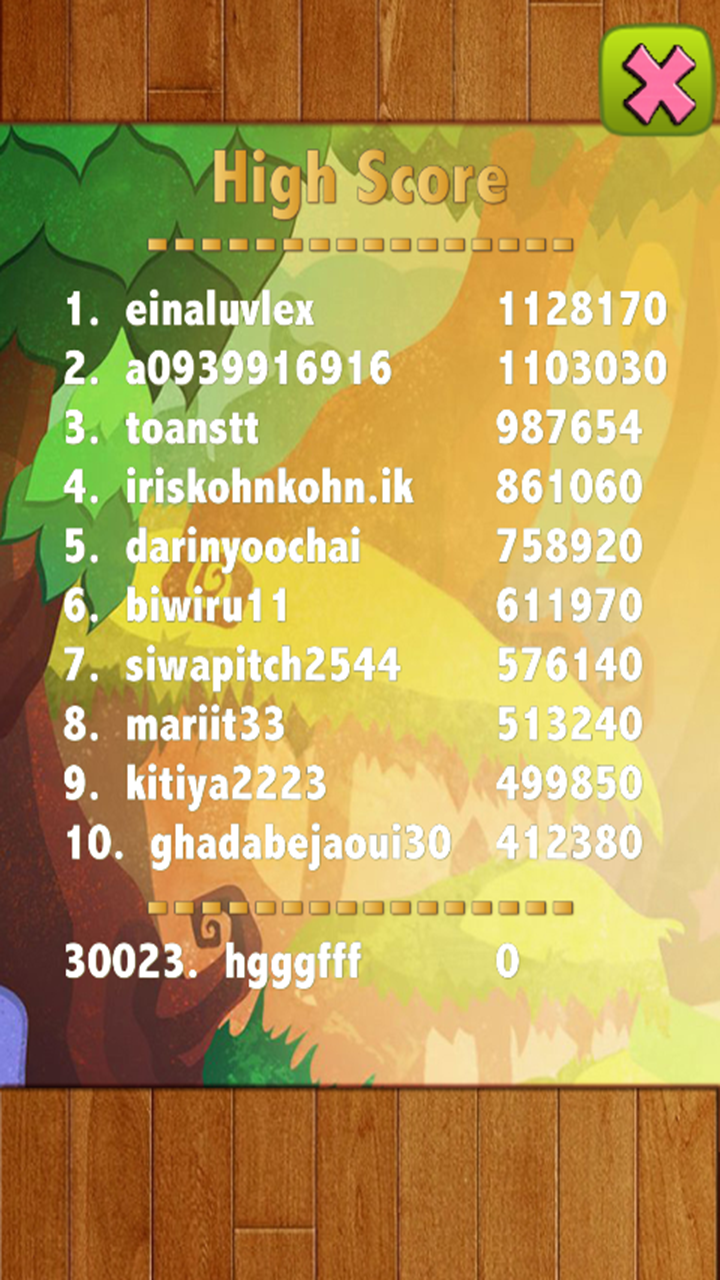 High Score
1. einaluvlex 1128170
2. a0939916916 1103030
3. toanstt 987654
4. iriskohnkohn.ik 861060
5. darinyoochai 758920
6. biwiru11 611970
7. siwapitch2544 576140
8. mariit33 513240
9. kitiya2223 499850
10. ghadabejaoui30 412380
30023. hgggfff 0